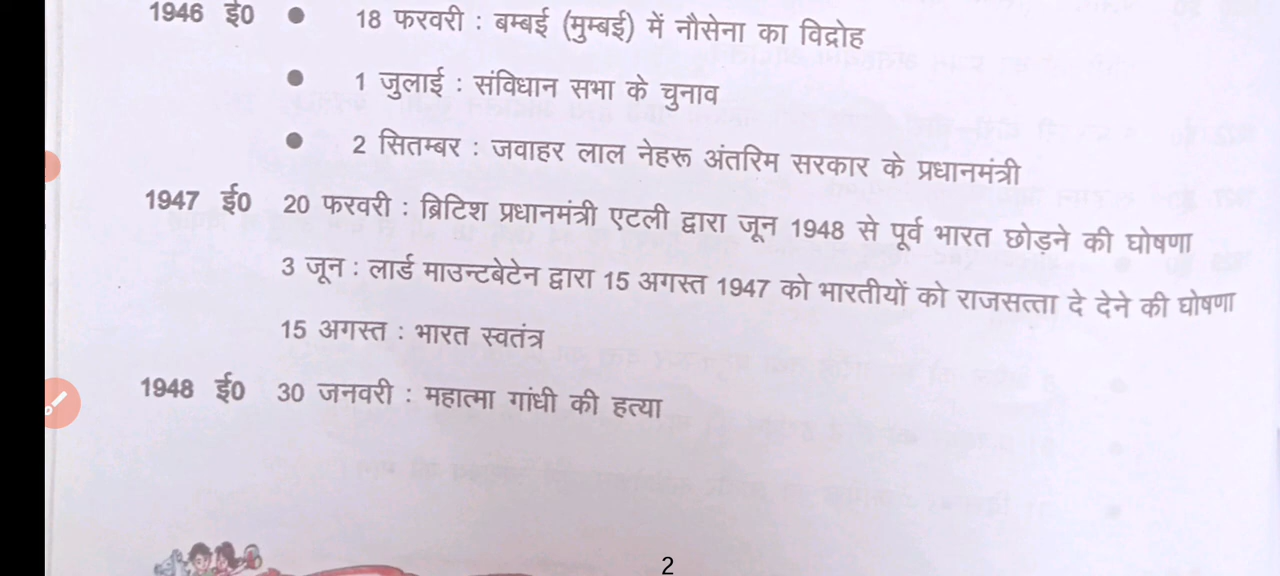 1946 ई0 ● 18 फरवरी : बम्बई (मुम्बई) में नौसेना का विद्रोह
● 1 जुलाई : संविधान सभा के चुनाव
● 2 सितम्बर : जवाहर लाल नेहरू अंतरिम सरकार के प्रधानमंत्री
1947 ई0 20 फरवरी : ब्रिटिश प्रधानमंत्री एटली द्वारा जून 1948 से पूर्व भारत छोड़ने की घोषणा
3 जून : लार्ड माउन्टबेटेन द्वारा 15 अगस्त 1947 को भारतीयों को राजसत्ता दे देने की घोषणा
15 अगस्त : भारत स्वतंत्र
1948 ई0 30 जनवरी : महात्मा गांधी की हत्या
2